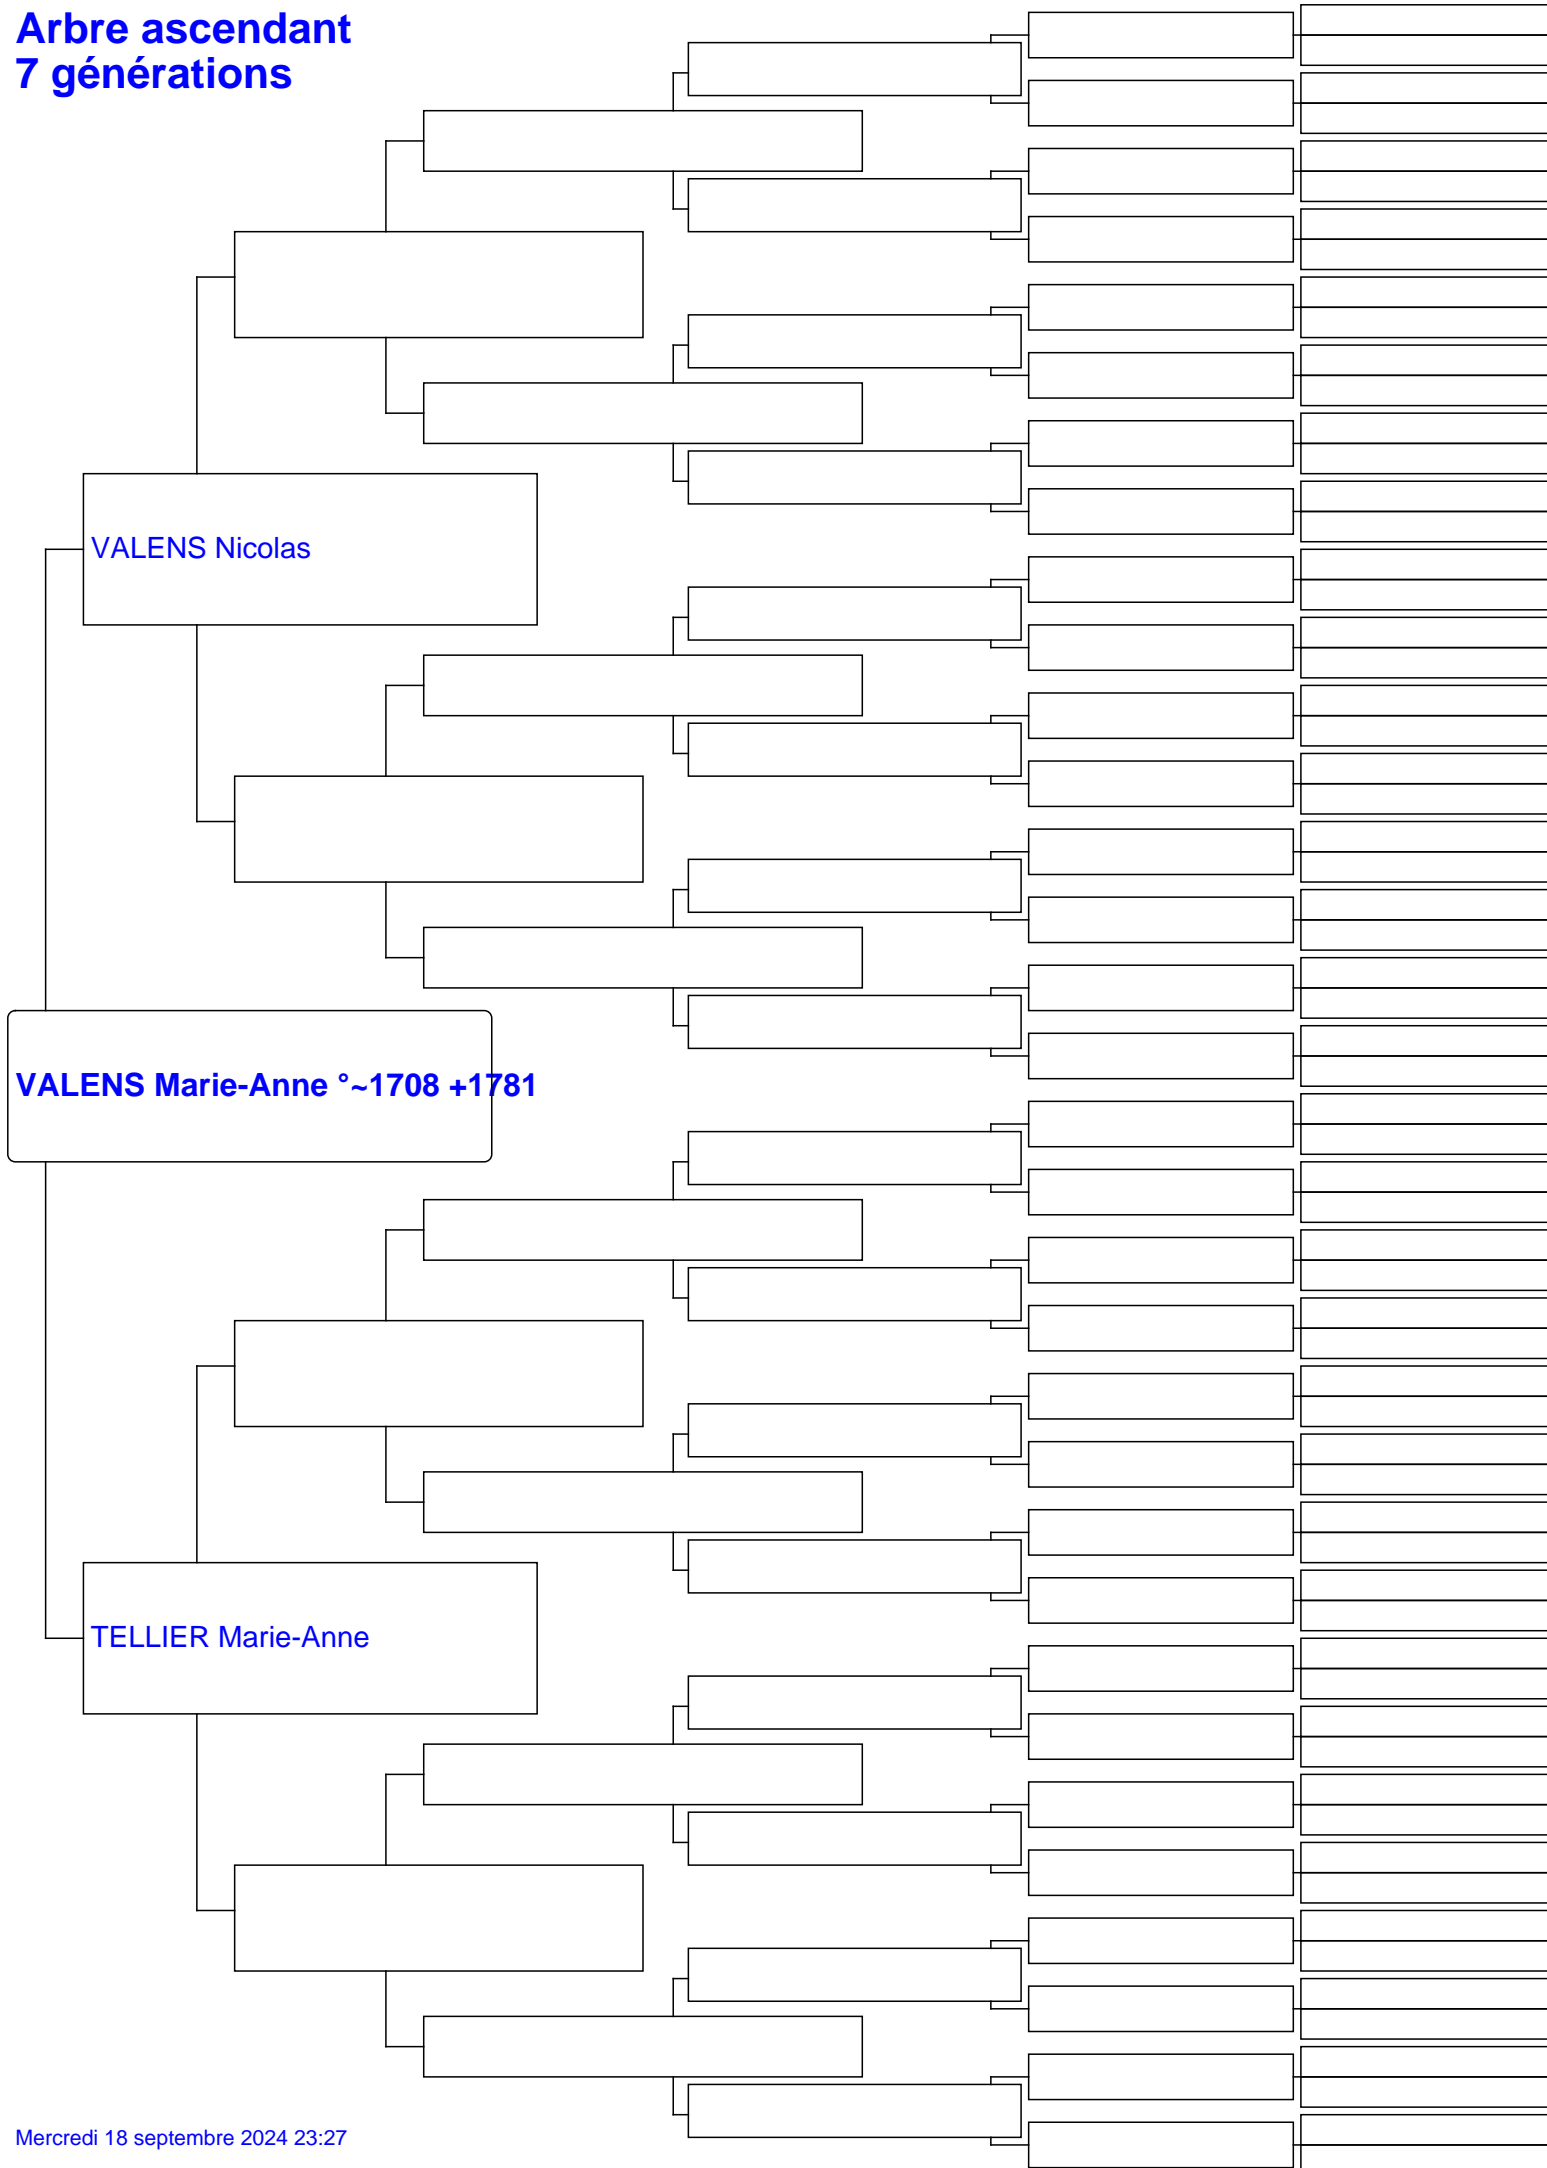 Arbre ascendant
7 générations
VALENS Nicolas
VALENS Marie-Anne °~1708 +1781
TELLIER Marie-Anne
Mercredi 18 septembre 2024 23:27